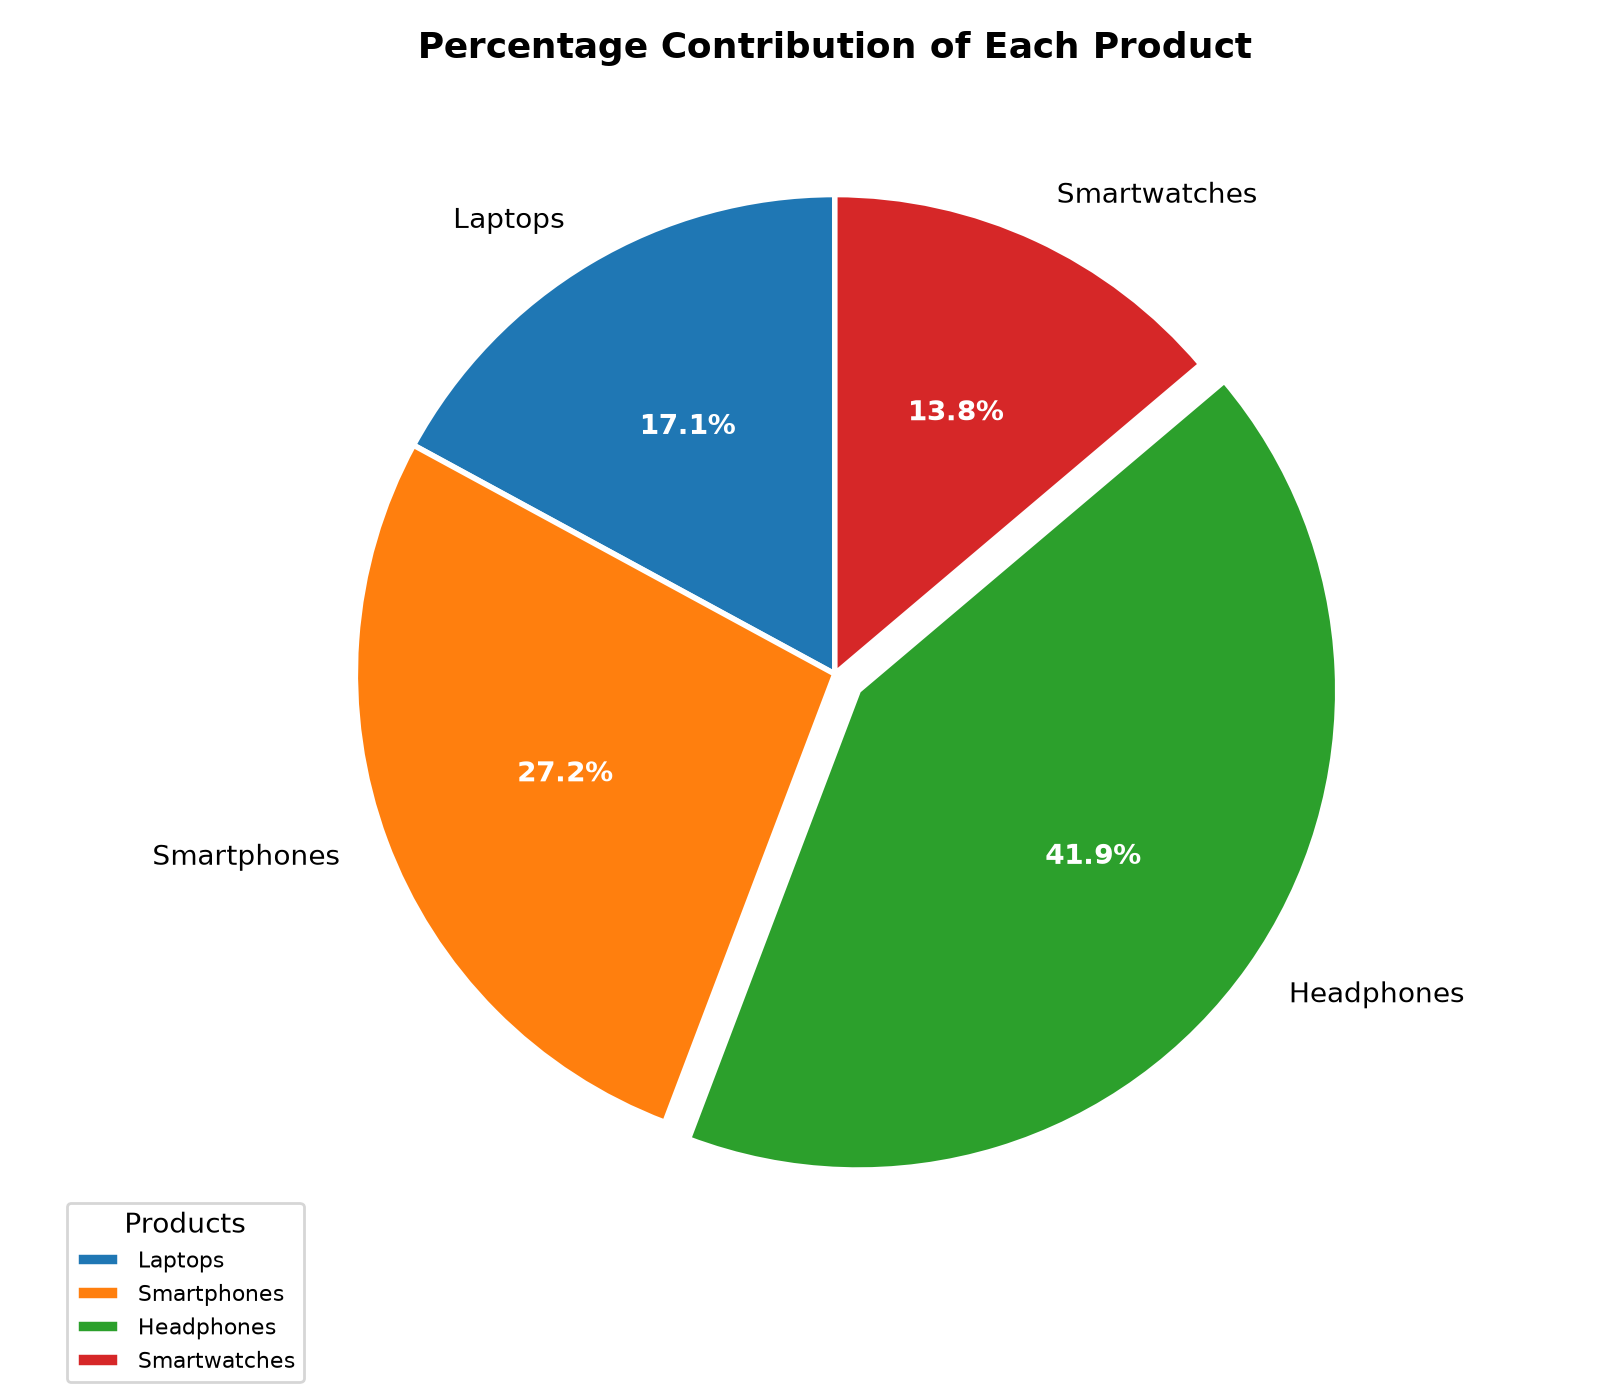 Percentage Contribution of Each Product
Smartwatches
Laptops
13.8%
17.1%
27.2%
Smartphones
41.9%
Headphones
Products
Laptops
Smartphones
Headphones
Smartwatches